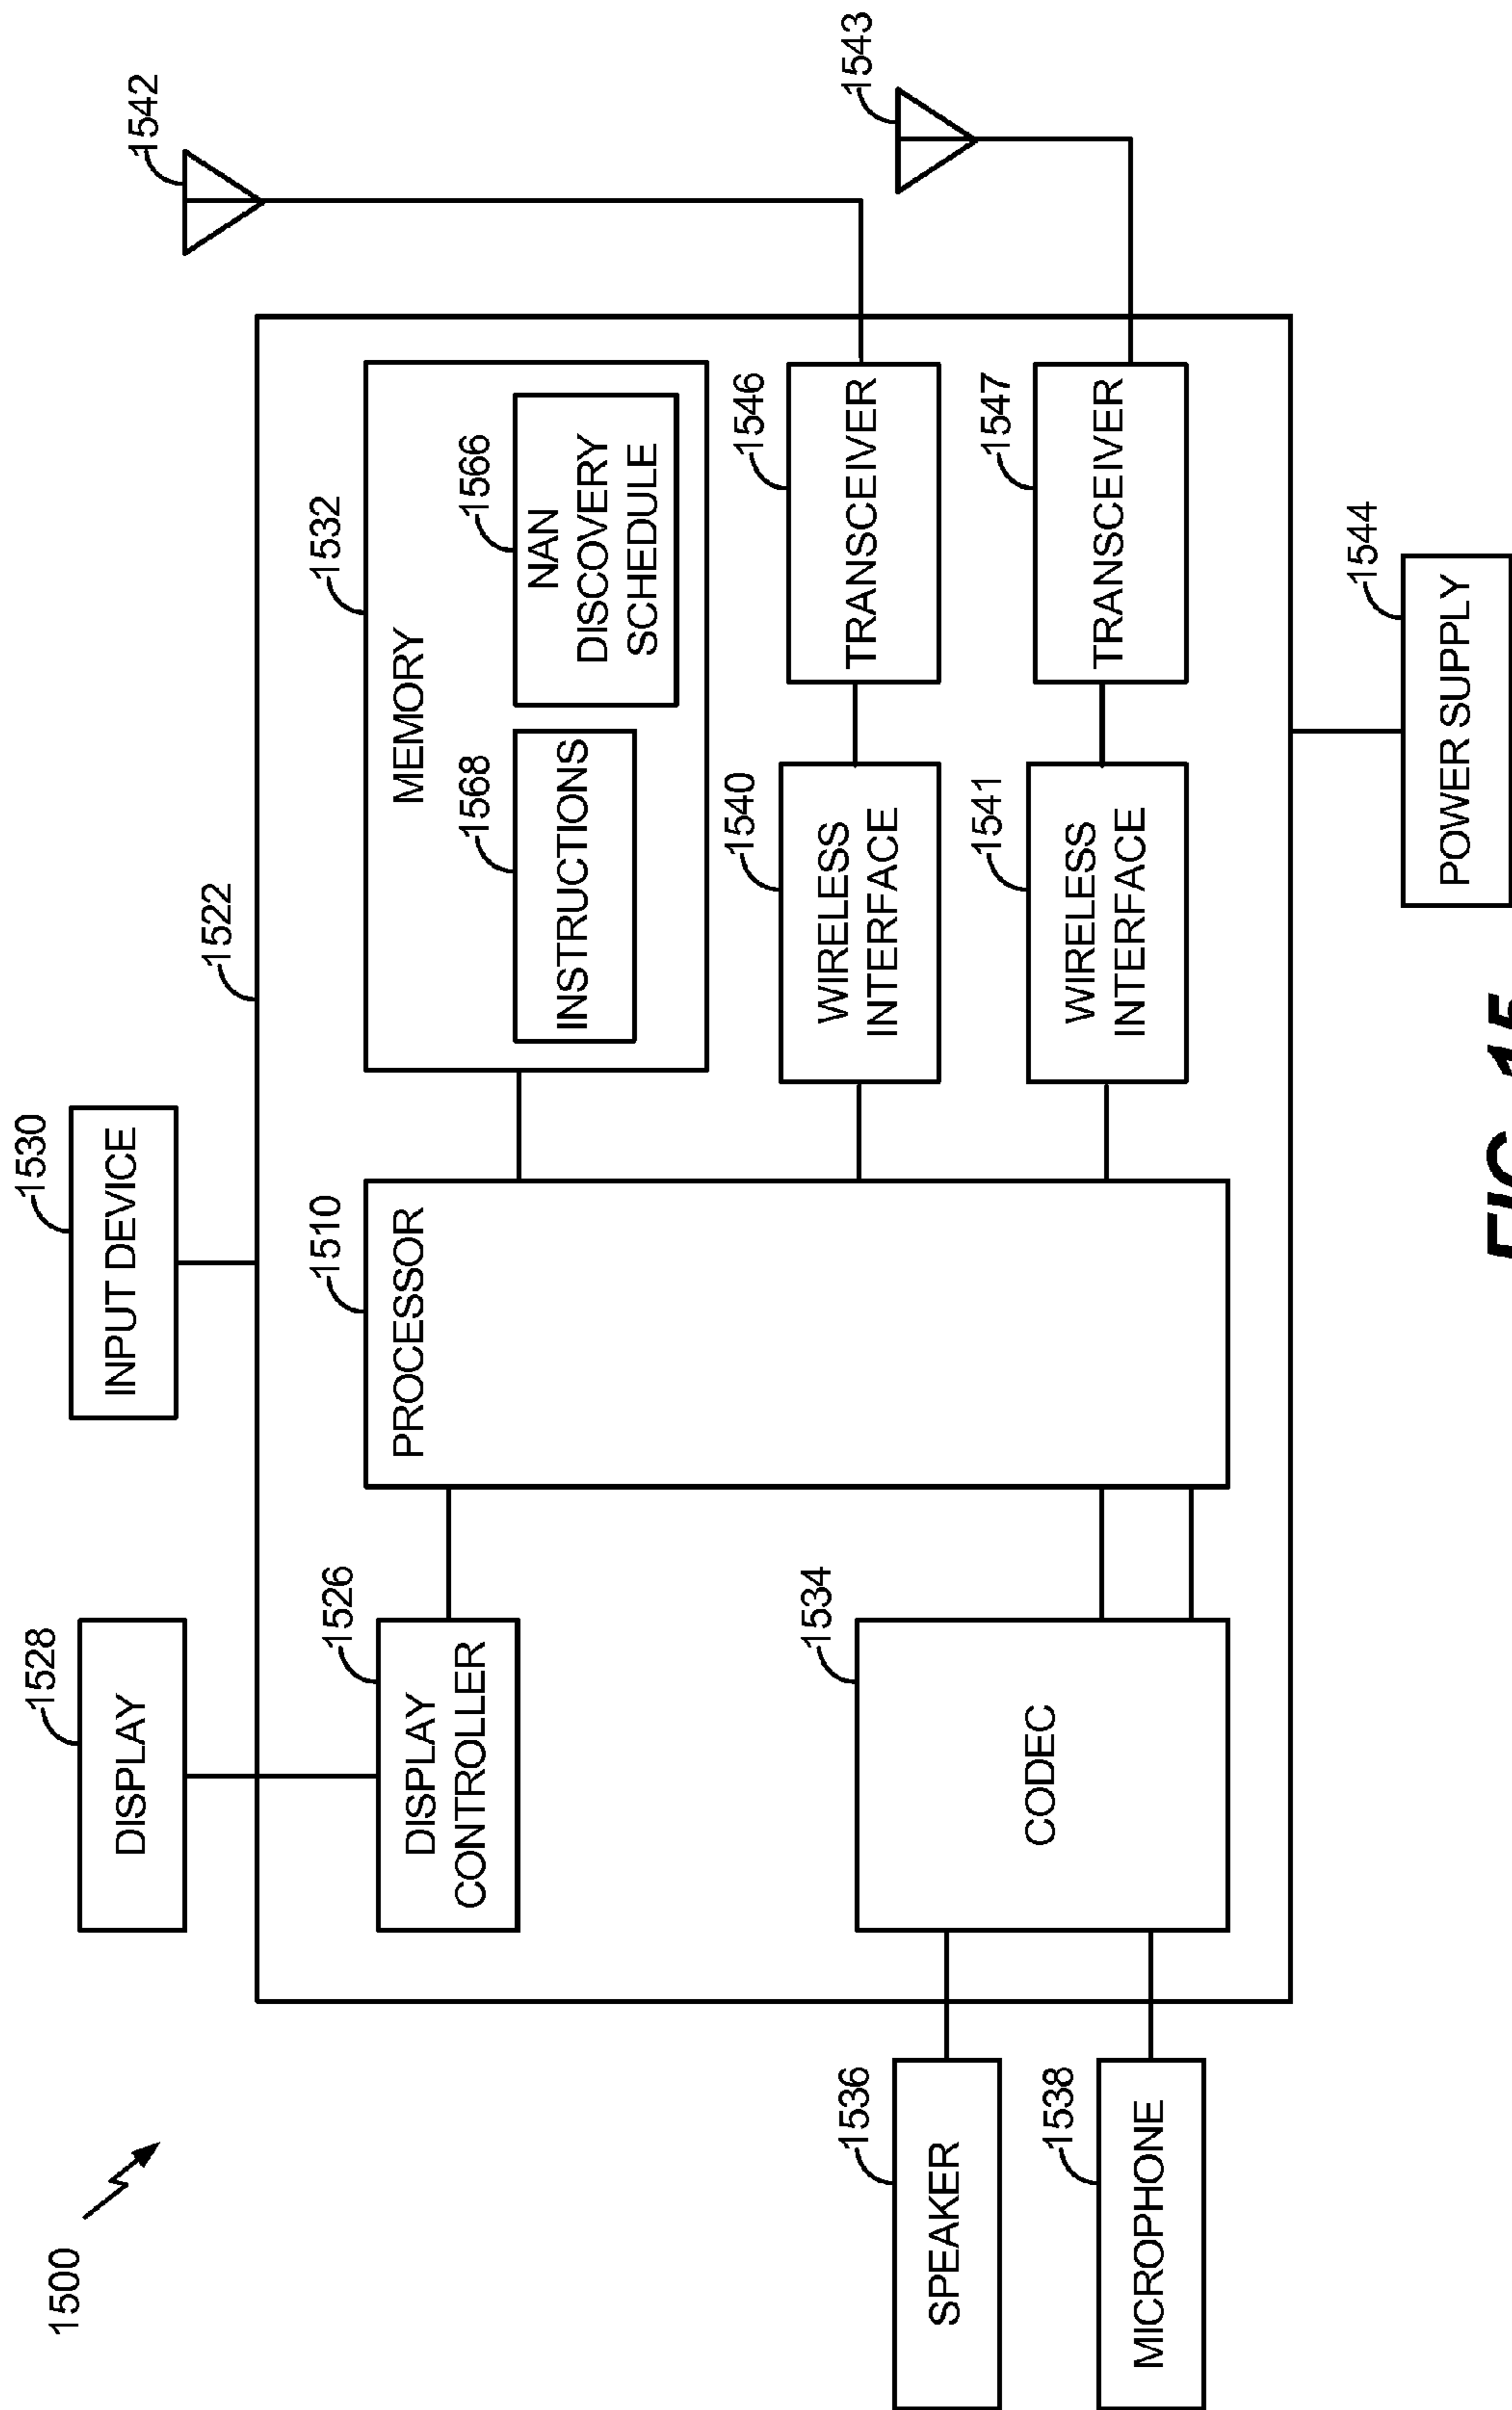 1500
1528
DISPLAY
1530
INPUT DEVICE
1542
1522
1526
DISPLAY
CONTROLLER
1510
PROCESSOR
1532
MEMORY
1568
INSTRUCTIONS
1566
NAN
DISCOVERY
SCHEDULE
1543
1536
SPEAKER
1534
CODEC
1540
WIRELESS
INTERFACE
1546
TRANSCEIVER
1538
MICROPHONE
1541
WIRELESS
INTERFACE
1547
TRANSCEIVER
1544
POWER SUPPLY
FIG. 15